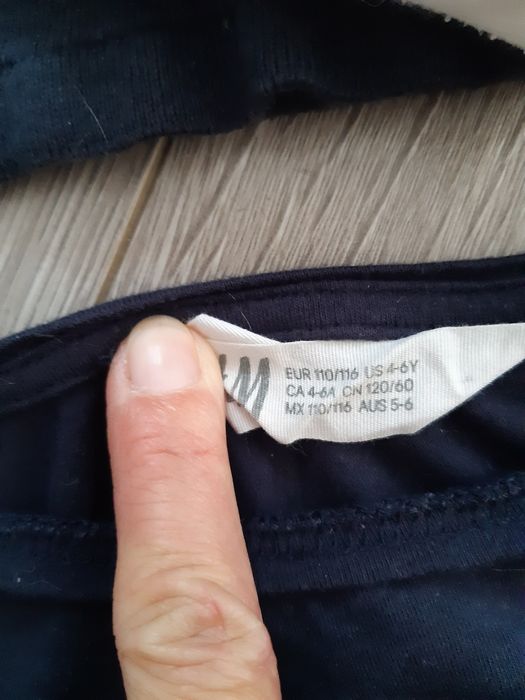 &M
EUR 110/116 US 4-6Y
CA 4-6A CN 120/60
MX 110/116 AUS 5-6